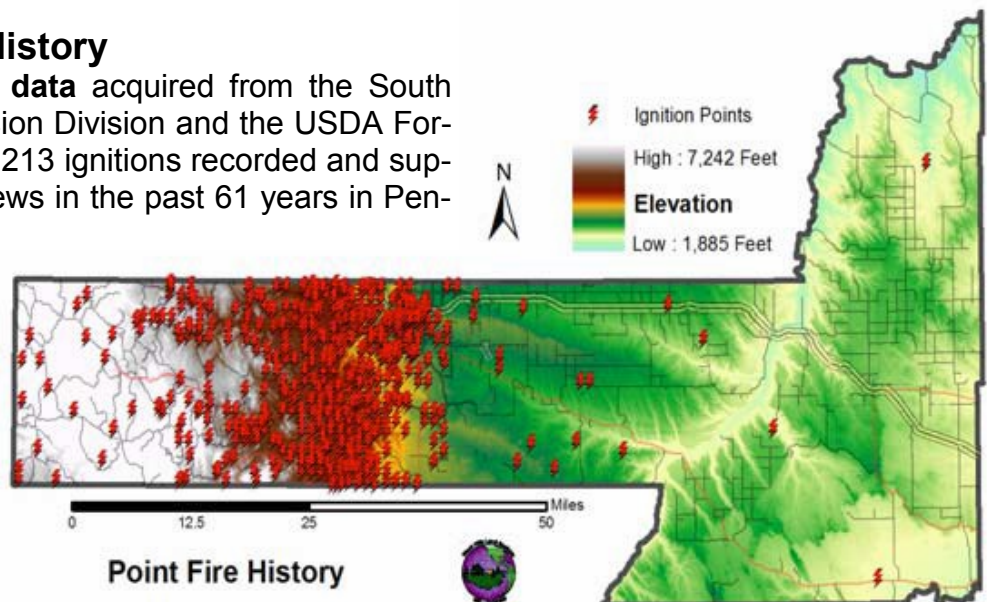 History
data acquired from the South
ion Division and the USDA For-
213 ignitions recorded and sup-
ews in the past 61 years in Pen-
N
Ignition Points
High : 7,242 Feet
Elevation
Low : 1,885 Feet
Miles
0 12.5 25 50
Point Fire History